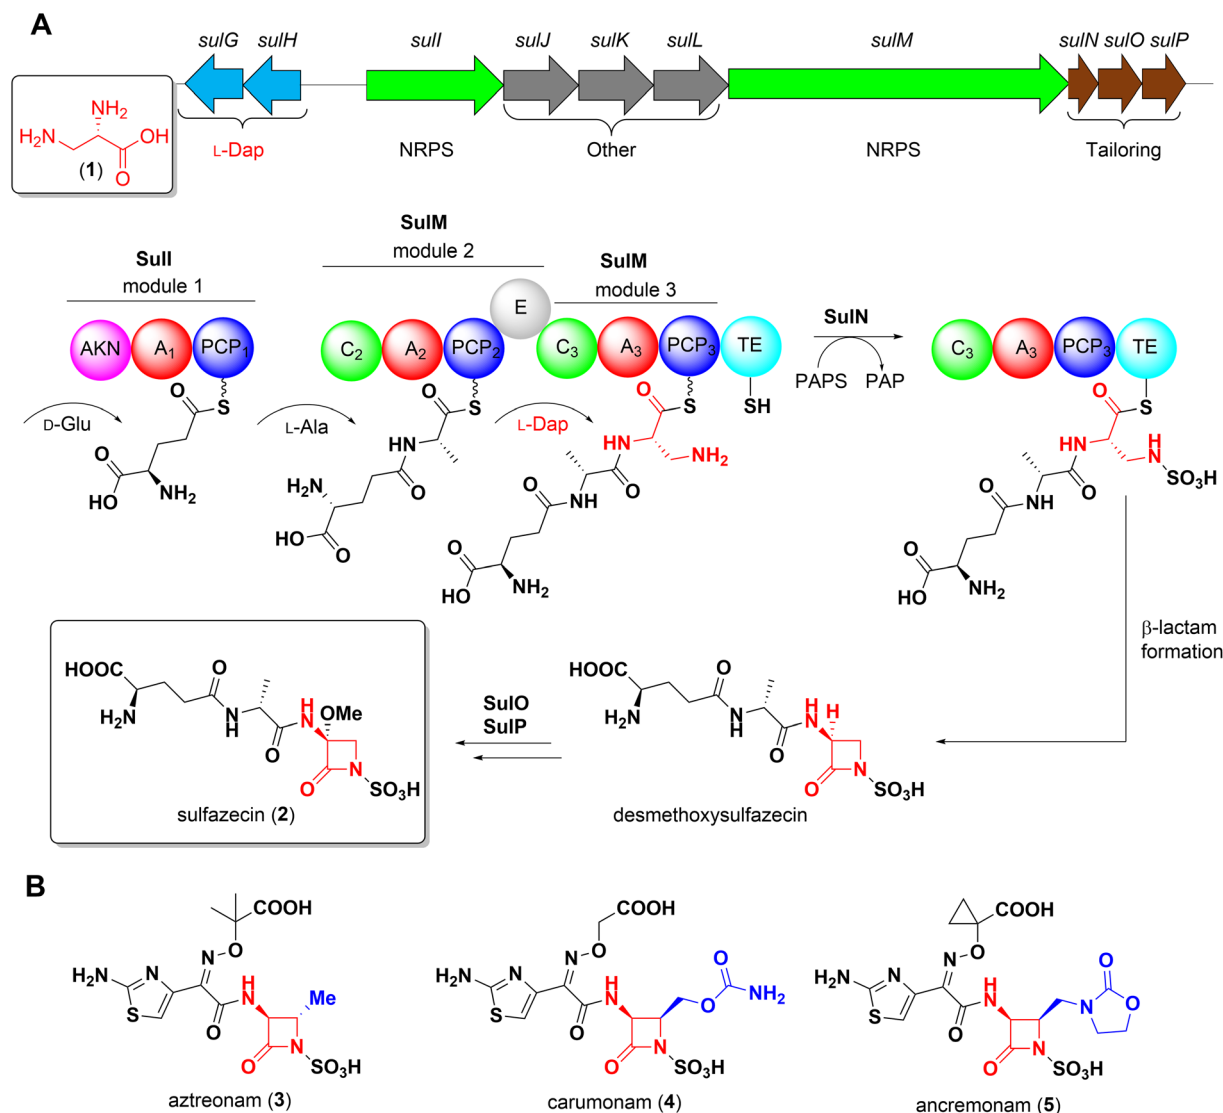 A
sulG sulH sulI sulJ sulK sulL sulM sulN sulO sulP
NH2
H2N
OH
O
(1)
L-Dap NRPS Other NRPS Tailoring
SulM
module 2
SulI
module 1
SulM
module 3
E
AKN A1 PCP1 C2 A2 PCP2 C3 A3 PCP3 TE
SulN
PAPS PAP
C3 A3 PCP3 TE
D-Glu
O S
O
HO NH2
L-Ala
O S
HN
H2N
O
HO O
L-Dap
O S SH
HN
NH2
O
O NH
O
HO NH2
O S
HN H
N
SO3H
O
O N
H
O
HO NH2
β-lactam
formation
HOOC O
H2N
N
H
O
H
N OMe
O N
SO3H
sulfazecin (2)
SulO
SulP
HOOC O
H2N
N
H
O
H
N H
O N
SO3H
desmethoxysulfazecin
B
COOH
N O
H2N N
S
O
H
N Me
O N
SO3H
aztreonam (3)
COOH
N O
H2N N
S
O
H
N
O
O NH2
O N
SO3H
carumonam (4)
COOH
N O
H2N N
S
O
H
N
O
N O
O N
SO3H
ancremonam (5)